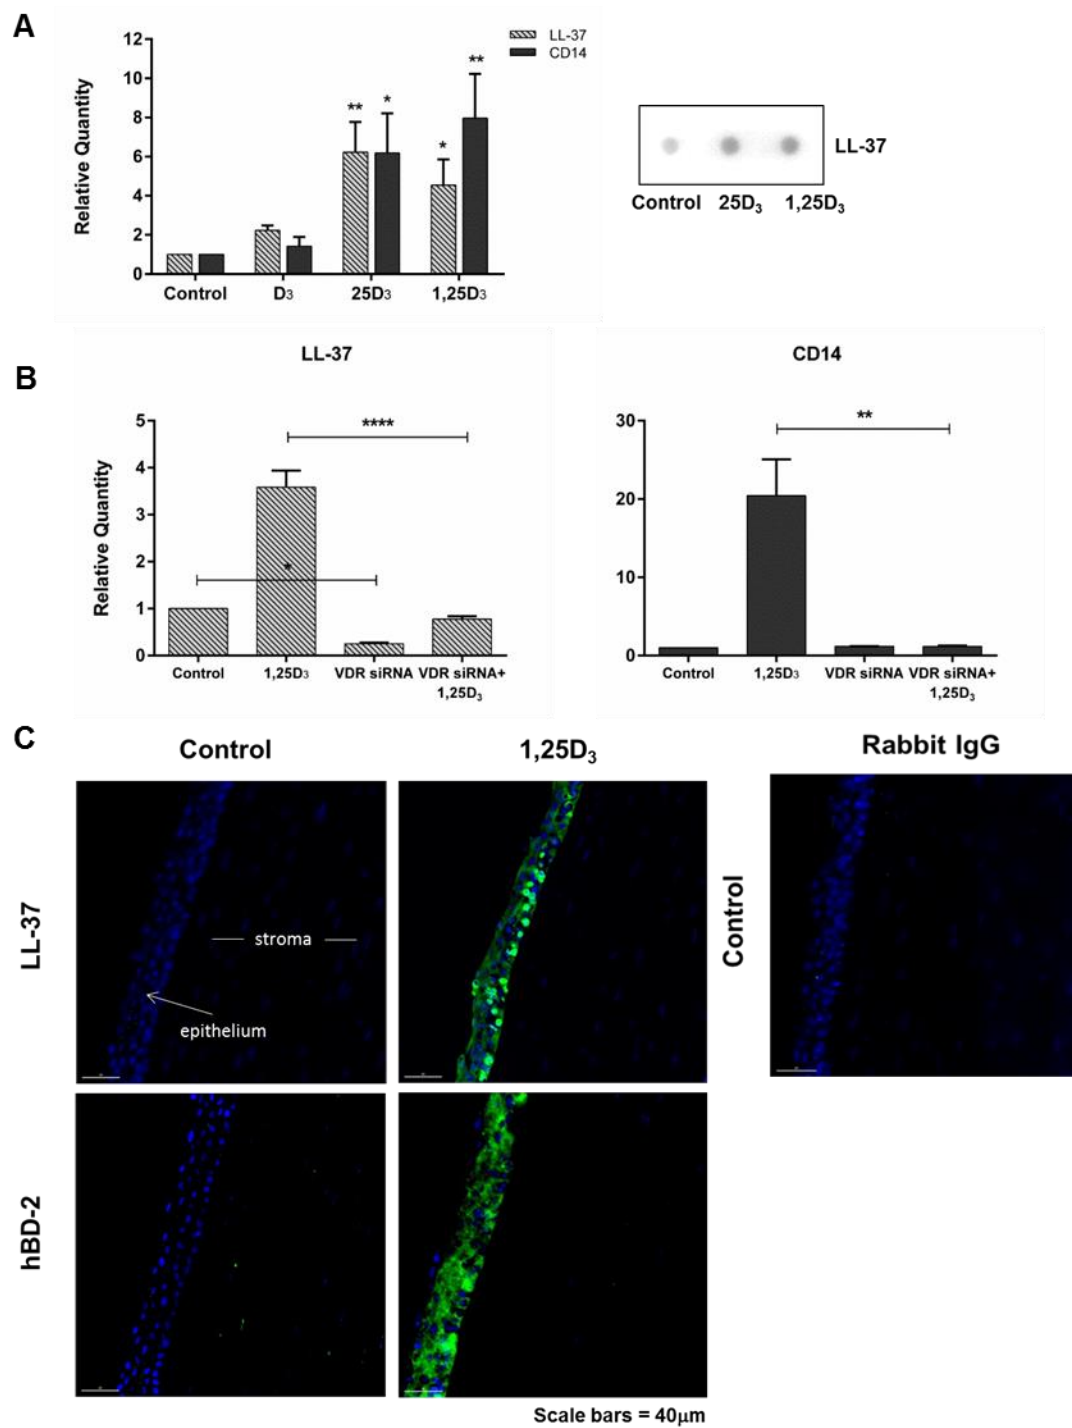 A
12
10
8
6
4
2
0
Relative Quantity
LL-37
CD14
** * * **
Control D3 25D3 1,25D3
LL-37
Control 25D3 1,25D3
B
LL-37
5
4
3
2
1
0
Relative Quantity
****
*
Control 1,25D3 VDR siRNA VDR siRNA+
1,25D3
CD14
30
20
10
0
**
Control 1,25D3 VDR siRNA VDR siRNA+
1,25D3
C
Control 1,25D3 Rabbit IgG
LL-37
stroma
epithelium
Control
hBD-2
Scale bars = 40μm